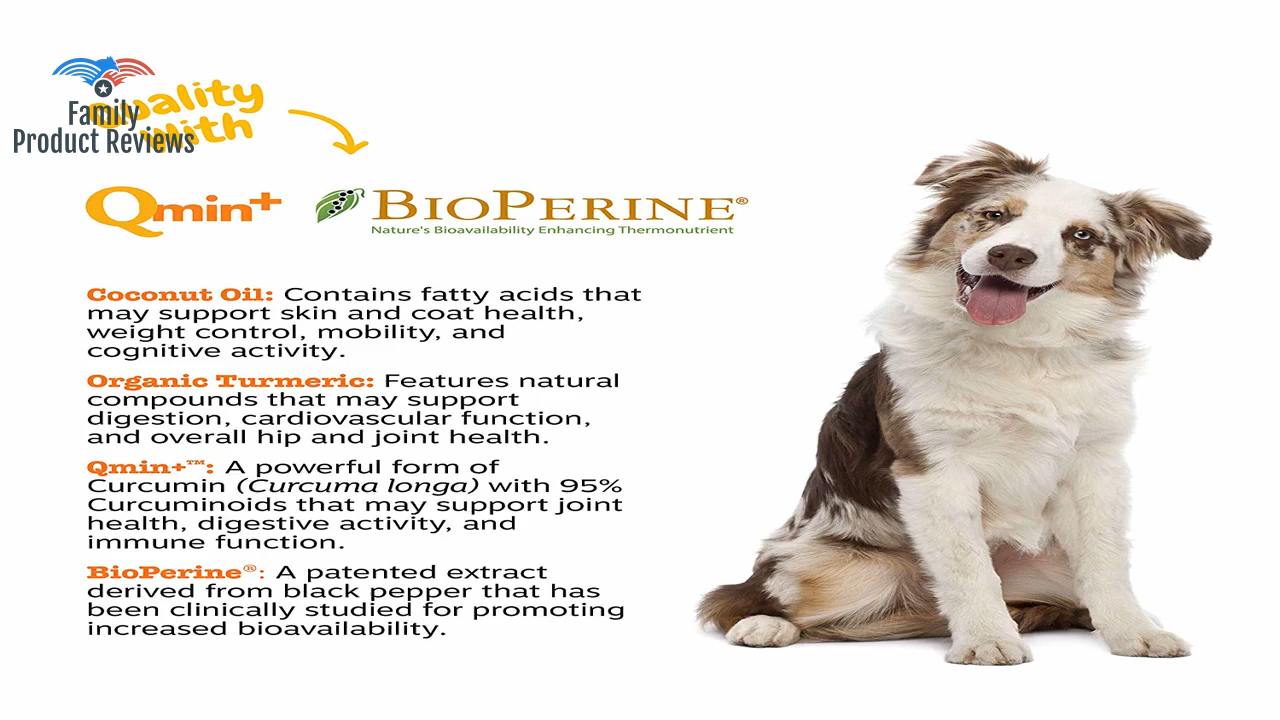 Quality
With
Family
Product Reviews
Qmin+
BIOPERINE®
Nature's Bioavailability Enhancing Thermonutrient
Coconut Oil: Contains fatty acids that
may support skin and coat health,
weight control, mobility, and
cognitive activity.
Organic Turmeric: Features natural
compounds that may support
digestion, cardiovascular function,
and overall hip and joint health.
Qmin+™: A powerful form of
Curcumin (Curcuma longa) with 95%
Curcuminoids that may support joint
health, digestive activity, and
immune function.
BioPerine®: A patented extract
derived from black pepper that has
been clinically studied for promoting
increased bioavailability.